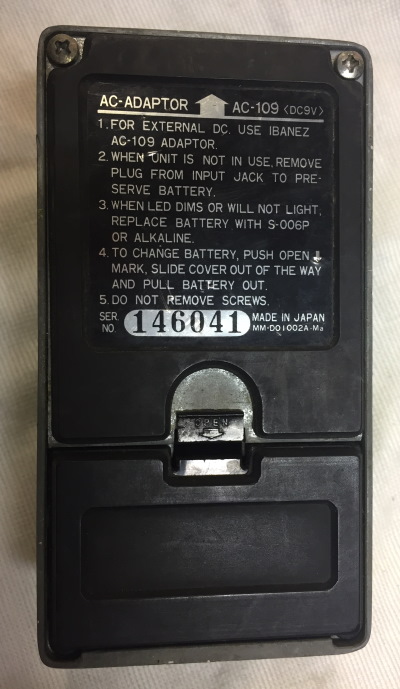 AC-ADAPTOR AC-109 <DC9V>
1. FOR EXTERNAL DC. USE IBANEZ
AC-109 ADAPTOR.
2. WHEN UNIT IS NOT IN USE, REMOVE
PLUG FROM INPUT JACK TO PRE-
SERVE BATTERY.
3. WHEN LED DIMS OR WILL NOT LIGHT,
REPLACE BATTERY WITH S-006P
OR ALKALINE.
4. TO CHANGE BATTERY, PUSH OPEN
MARK, SLIDE COVER OUT OF THE WAY
AND PULL BATTERY OUT.
5. DO NOT REMOVE SCREWS.
SER. NO. 146041 MADE IN JAPAN
MM-DO1002A-Ma
OPEN